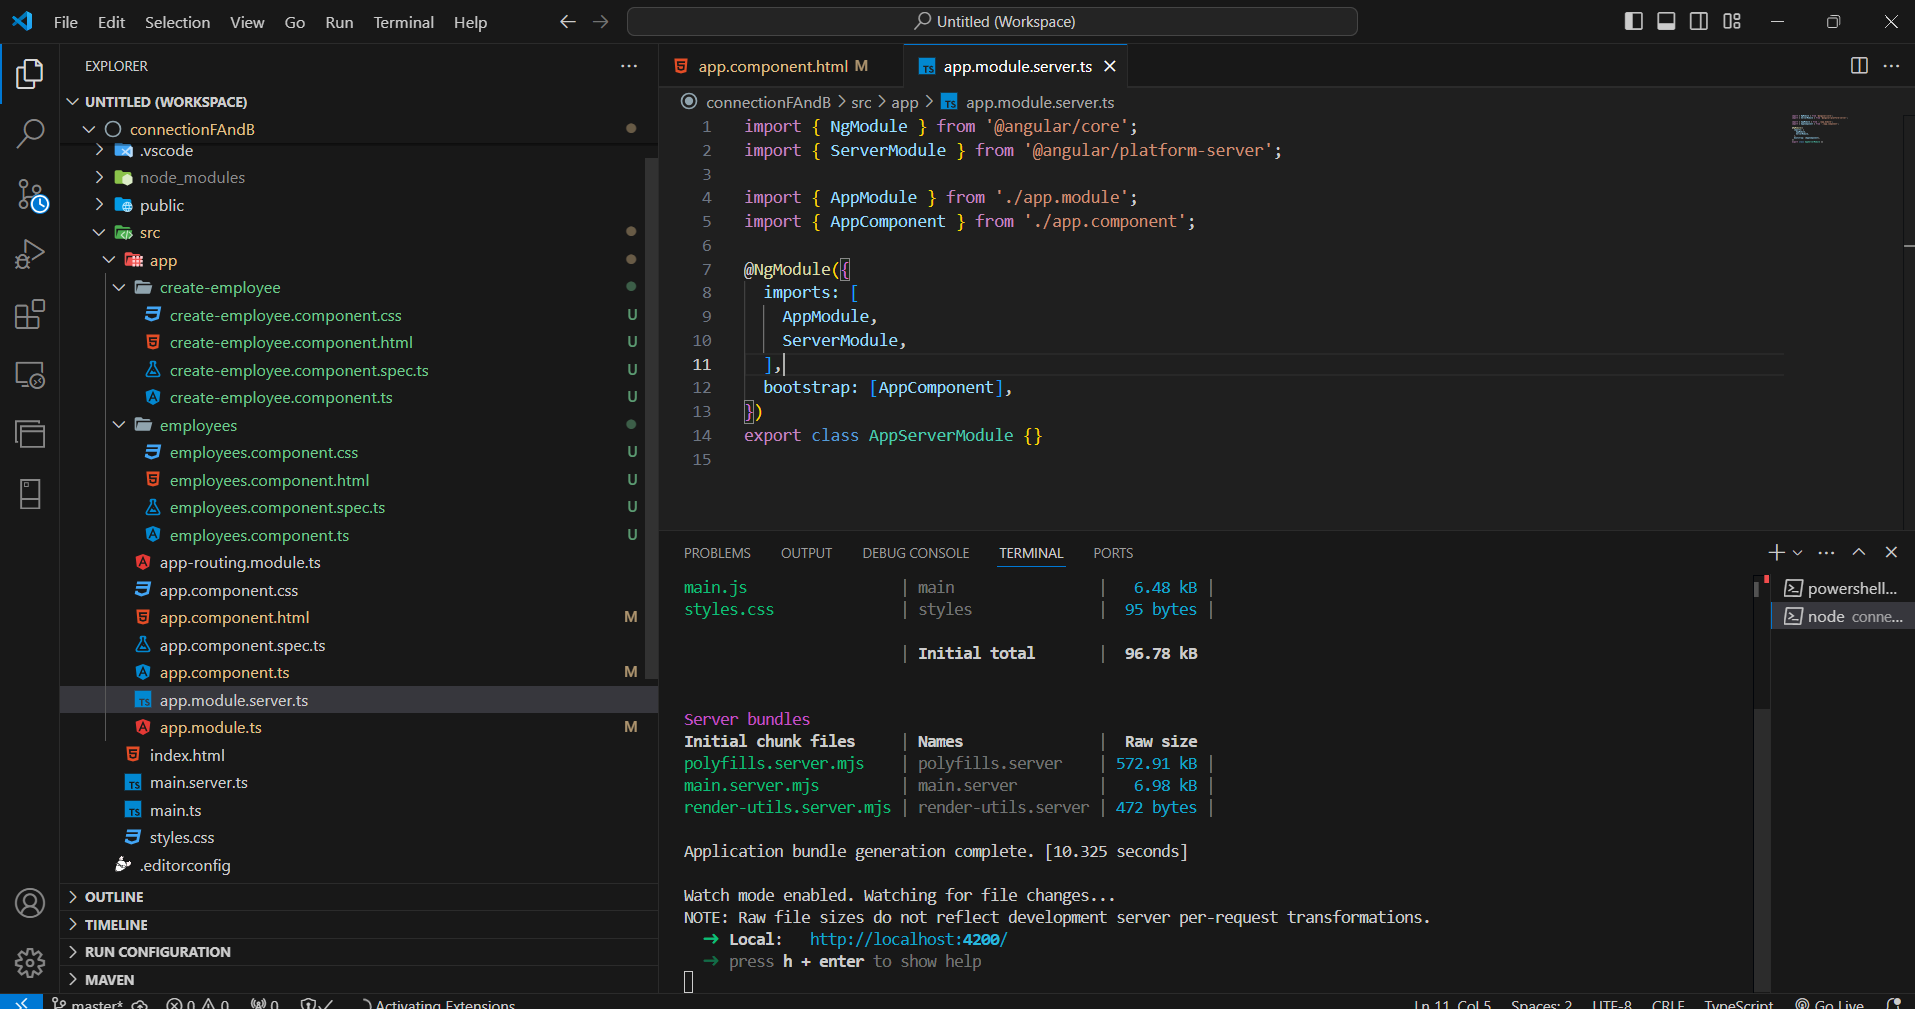 File Edit Selection View Go Run Terminal Help
Untitled (Workspace)
EXPLORER
UNTITLED (WORKSPACE)
connectionFAndB
.vscode
node_modules
public
src
app
create-employee
create-employee.component.css U
create-employee.component.html U
create-employee.component.spec.ts U
create-employee.component.ts U
employees
employees.component.css U
employees.component.html U
employees.component.spec.ts U
employees.component.ts U
app-routing.module.ts
app.component.css
app.component.html M
app.component.spec.ts
app.component.ts M
app.module.server.ts
app.module.ts M
index.html
main.server.ts
main.ts
styles.css
.editorconfig
OUTLINE
TIMELINE
RUN CONFIGURATION
MAVEN
app.component.html M
app.module.server.ts
connectionFAndB > src > app > app.module.server.ts
1 import { NgModule } from '@angular/core';
2 import { ServerModule } from '@angular/platform-server';
3
4 import { AppModule } from './app.module';
5 import { AppComponent } from './app.component';
6
7 @NgModule({
8 imports: [
9 AppModule,
10 ServerModule,
11 ],
12 bootstrap: [AppComponent],
13 })
14 export class AppServerModule {}
15
PROBLEMS OUTPUT DEBUG CONSOLE TERMINAL PORTS
main.js | main | 6.48 kB |
styles.css | styles | 95 bytes |
| Initial total | 96.78 kB
Server bundles
Initial chunk files | Names | Raw size
polyfills.server.mjs | polyfills.server | 572.91 kB |
main.server.mjs | main.server | 6.98 kB |
render-utils.server.mjs | render-utils.server | 472 bytes |
Application bundle generation complete. [10.325 seconds]
Watch mode enabled. Watching for file changes...
NOTE: Raw file sizes do not reflect development server per-request transformations.
➜ Local: http://localhost:4200/
➜ press h + enter to show help
powershell...
node conne...
master* 0 0 0 Activating Extensions Ln 11, Col 5 Spaces: 2 UTF-8 CRLF TypeScript Go Live